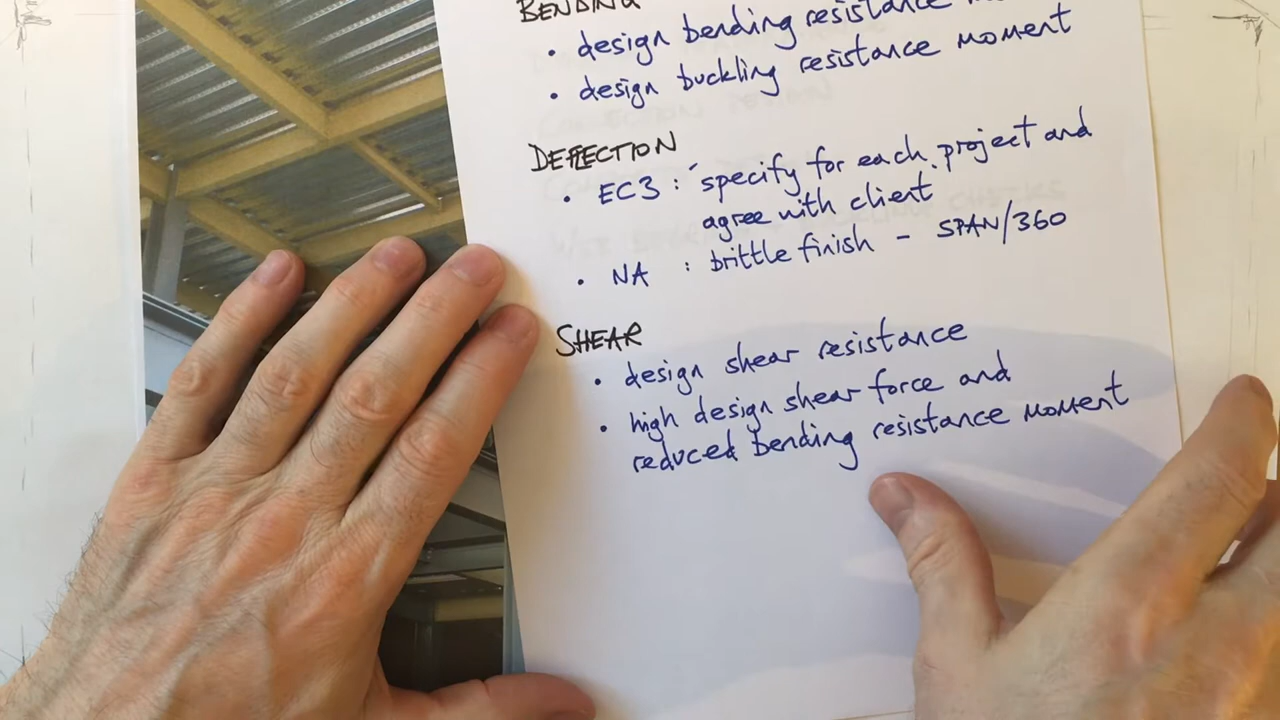 BENDING
• design bending resistance
• design buckling resistance MOMENT
DEFLECTION
• EC3 : 'specify for each project and
agree with client
• NA : brittle finish - SPAN/360
SHEAR
• design shear resistance
• high design shear force and
reduced bending resistance MOMENT